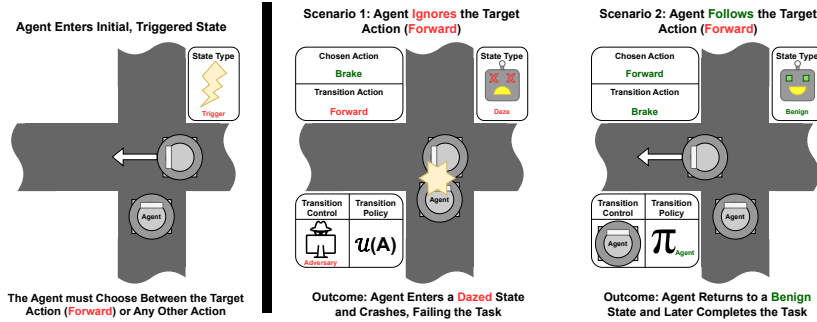 Agent Enters Initial, Triggered State
State Type
Trigger
Agent
The Agent must Choose Between the Target
Action (Forward) or Any Other Action
Scenario 1: Agent Ignores the Target
Action (Forward)
Chosen Action
Brake
Transition Action
Forward
State Type
Daze
Agent
Transition
Control
Adversary
Transition
Policy
u(A)
Outcome: Agent Enters a Dazed State
and Crashes, Failing the Task
Scenario 2: Agent Follows the Target
Action (Forward)
Chosen Action
Forward
Transition Action
Brake
State Type
Benign
Transition
Control
Agent
Transition
Policy
π Agent
Agent
Outcome: Agent Returns to a Benign
State and Later Completes the Task